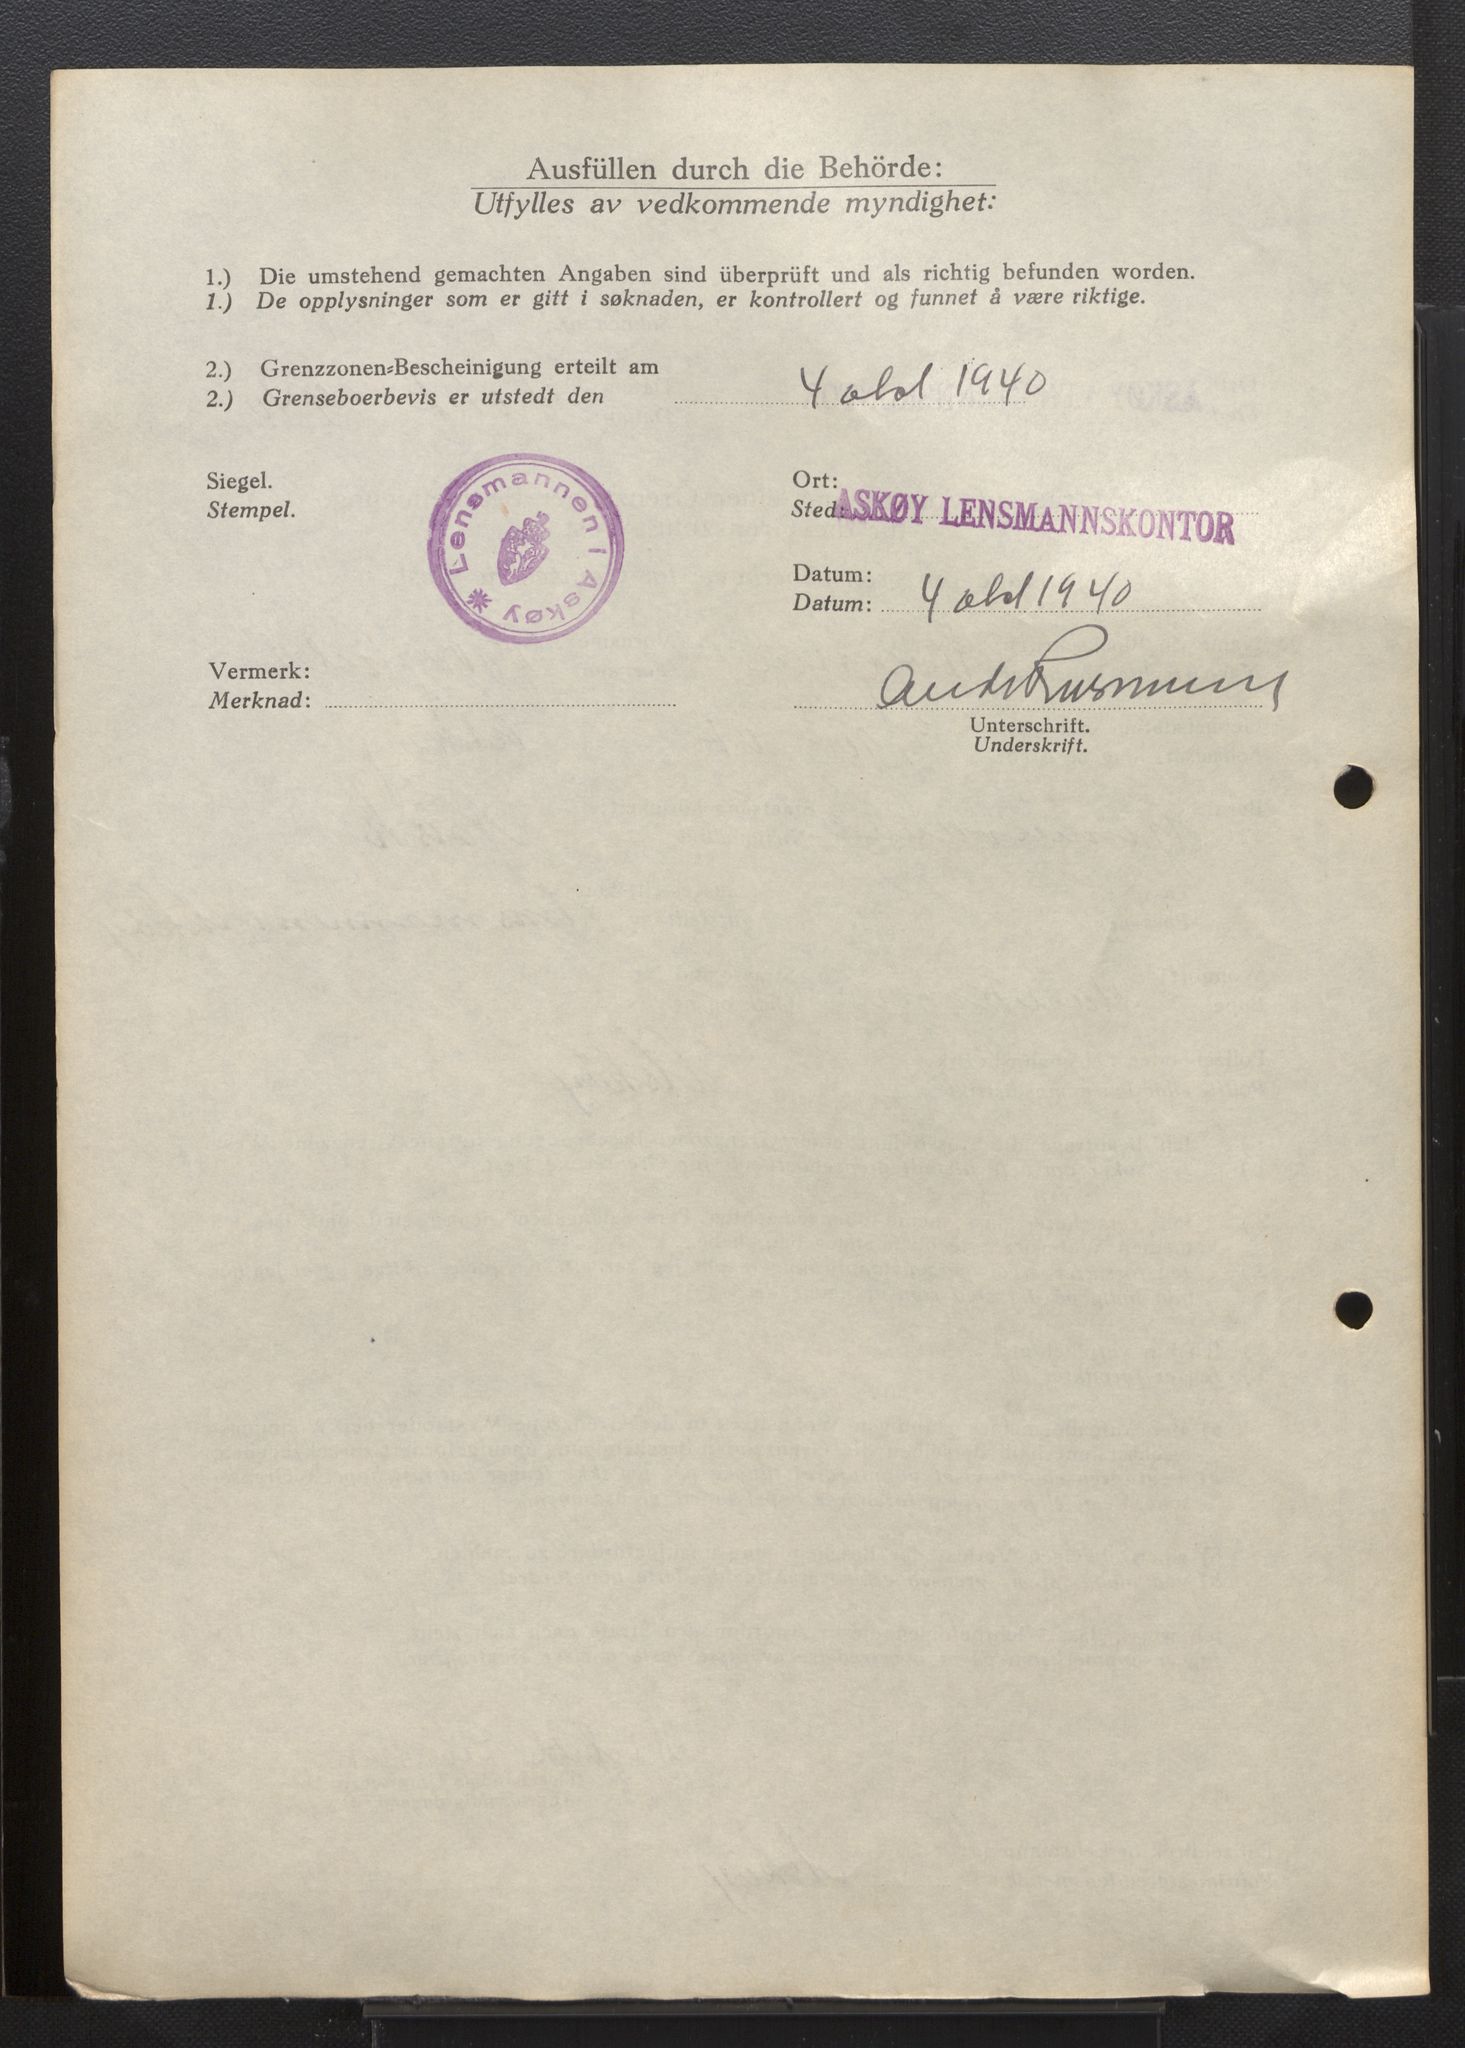 Ausfüllen durch die Behörde:
Utfylles av vedkommende myndighet:
1.) Die umstehend gemachten Angaben sind überprüft und als richtig befunden worden.
1.) De opplysninger som er gitt i søknaden, er kontrollert og funnet å være riktige.
2.) Grenzzonen-Bescheinigung erteilt am
2.) Grenseboerbevis er utstedt den 4 okt 1940
Siegel.
Stempel.
Lensmannen i Askøy
Ort:
Sted: ASKØY LENSMANNSKONTOR
Datum:
Datum: 4 okt 1940
Vermerk:
Merknad:
Unterschrift.
Underskrift.